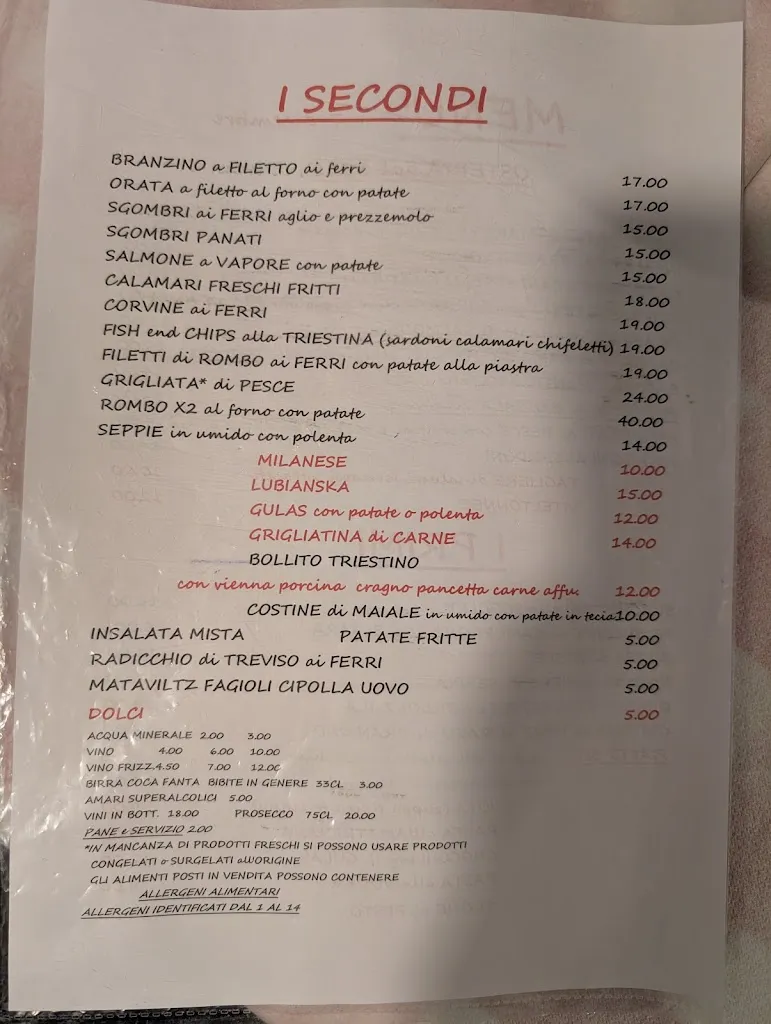 I SECONDI
BRANZINO a FILETTO ai ferri 17.00
ORATA a filetto al forno con patate 17.00
SGOMBRI ai FERRI aglio e prezzemolo 15.00
SGOMBRI PANATI 15.00
SALMONE a VAPORE con patate 15.00
CALAMARI FRESCHI FRITTI 18.00
CORVINE ai FERRI 19.00
FISH end CHIPS alla TRIESTINA (sardoni calamari chifeletti) 19.00
FILETTI di ROMBO ai FERRI con patate alla piastra 19.00
GRIGLIATA* di PESCE 24.00
ROMBO X2 al forno con patate 40.00
SEPPIE in umido con polenta 14.00
MILANESE 10.00
LUBIANSKA 15.00
GULAS con patate o polenta 12.00
GRIGLIATINA di CARNE 14.00
BOLLITO TRIESTINO
con vienna porcina cragno pancetta carne affu 12.00
COSTINE di MAIALE in umido con patate in tecia 10.00
INSALATA MISTA PATATE FRITTE 5.00
RADICCHIO di TREVISO ai FERRI 5.00
MATAVILTZ FAGIOLI CIPOLLA UOVO 5.00
DOLCI 5.00
ACQUA MINERALE 2.00 3.00
VINO 4.00 6.00 10.00
VINO FRIZZ.4.50 7.00 12.00
BIRRA COCA FANTA BIBITE IN GENERE 33CL 3.00
AMARI SUPERALCOLICI 5.00
VINI IN BOTT. 18.00 PROSECCO 75CL 20.00
PANE e SERVIZIO 2.00
*IN MANCANZA DI PRODOTTI FRESCHI SI POSSONO USARE PRODOTTI
CONGELATI o SURGELATI all'ORIGINE
GLI ALIMENTI POSTI IN VENDITA POSSONO CONTENERE
ALLERGENI ALIMENTARI
ALLERGENI IDENTIFICATI DAL 1 AL 14